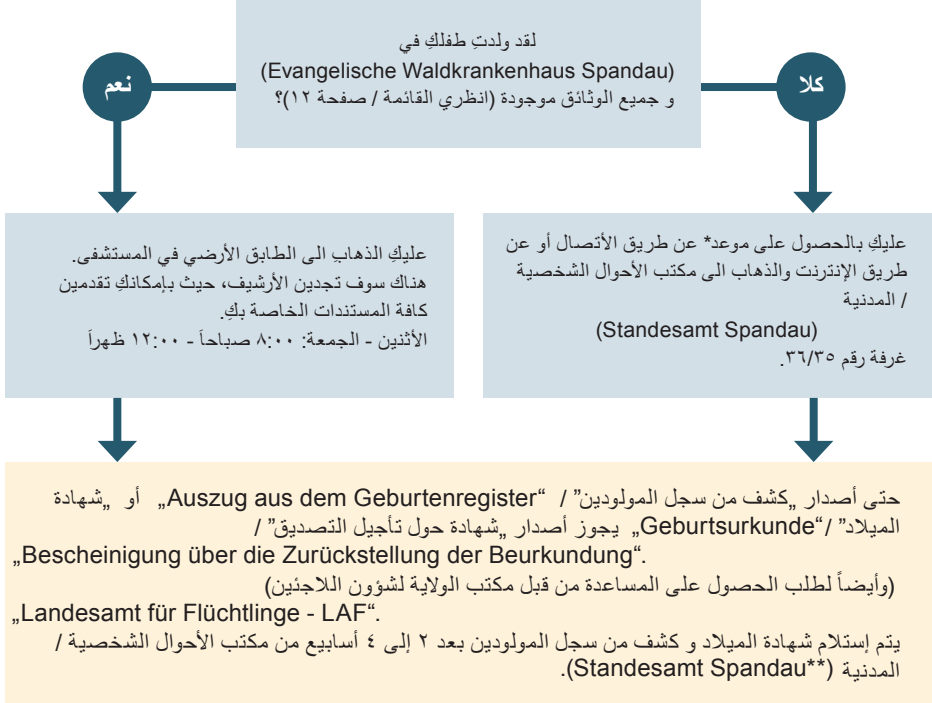 لقد ولدتِ طفلكِ في
(Evangelische Waldkrankenhaus Spandau)
و جميع الوثائق موجودة (انظري القائمة / صفحة ١٢)؟
كلا
نعم
عليكِ بالحصول على موعد* عن طريق الأتصال أو عن
طريق الإنترنت والذهاب الى مكتب الأحوال الشخصية
/ المدنية
(Standesamt Spandau)
غرفة رقم ٣٦/٣٥.
عليكِ الذهاب الى الطابق الأرضي في المستشفى.
هناك سوف تجدين الأرشيف، حيث بإمكانكِ تقدمين
كافة المستندات الخاصة بكِ.
الأثنين - الجمعة: ٨:٠٠ صباحاَ - ١٢:٠٠ ظهراَ
حتى أصدار „كشف من سجل المولودين” / “Auszug aus dem Geburtenregister„ أو „شهادة
الميلاد” /“Geburtsurkunde„ يجوز أصدار „شهادة حول تأجيل التصديق” /
„Bescheinigung über die Zurückstellung der Beurkundung“.
(وأيضاً لطلب الحصول على المساعدة من قبل مكتب الولاية لشؤون اللاجئين)
„Landesamt für Flüchtlinge - LAF“.
يتم إستلام شهادة الميلاد و كشف من سجل المولودين بعد ٢ إلى ٤ أسابيع من مكتب الأحوال الشخصية /
المدنية (**Standesamt Spandau).